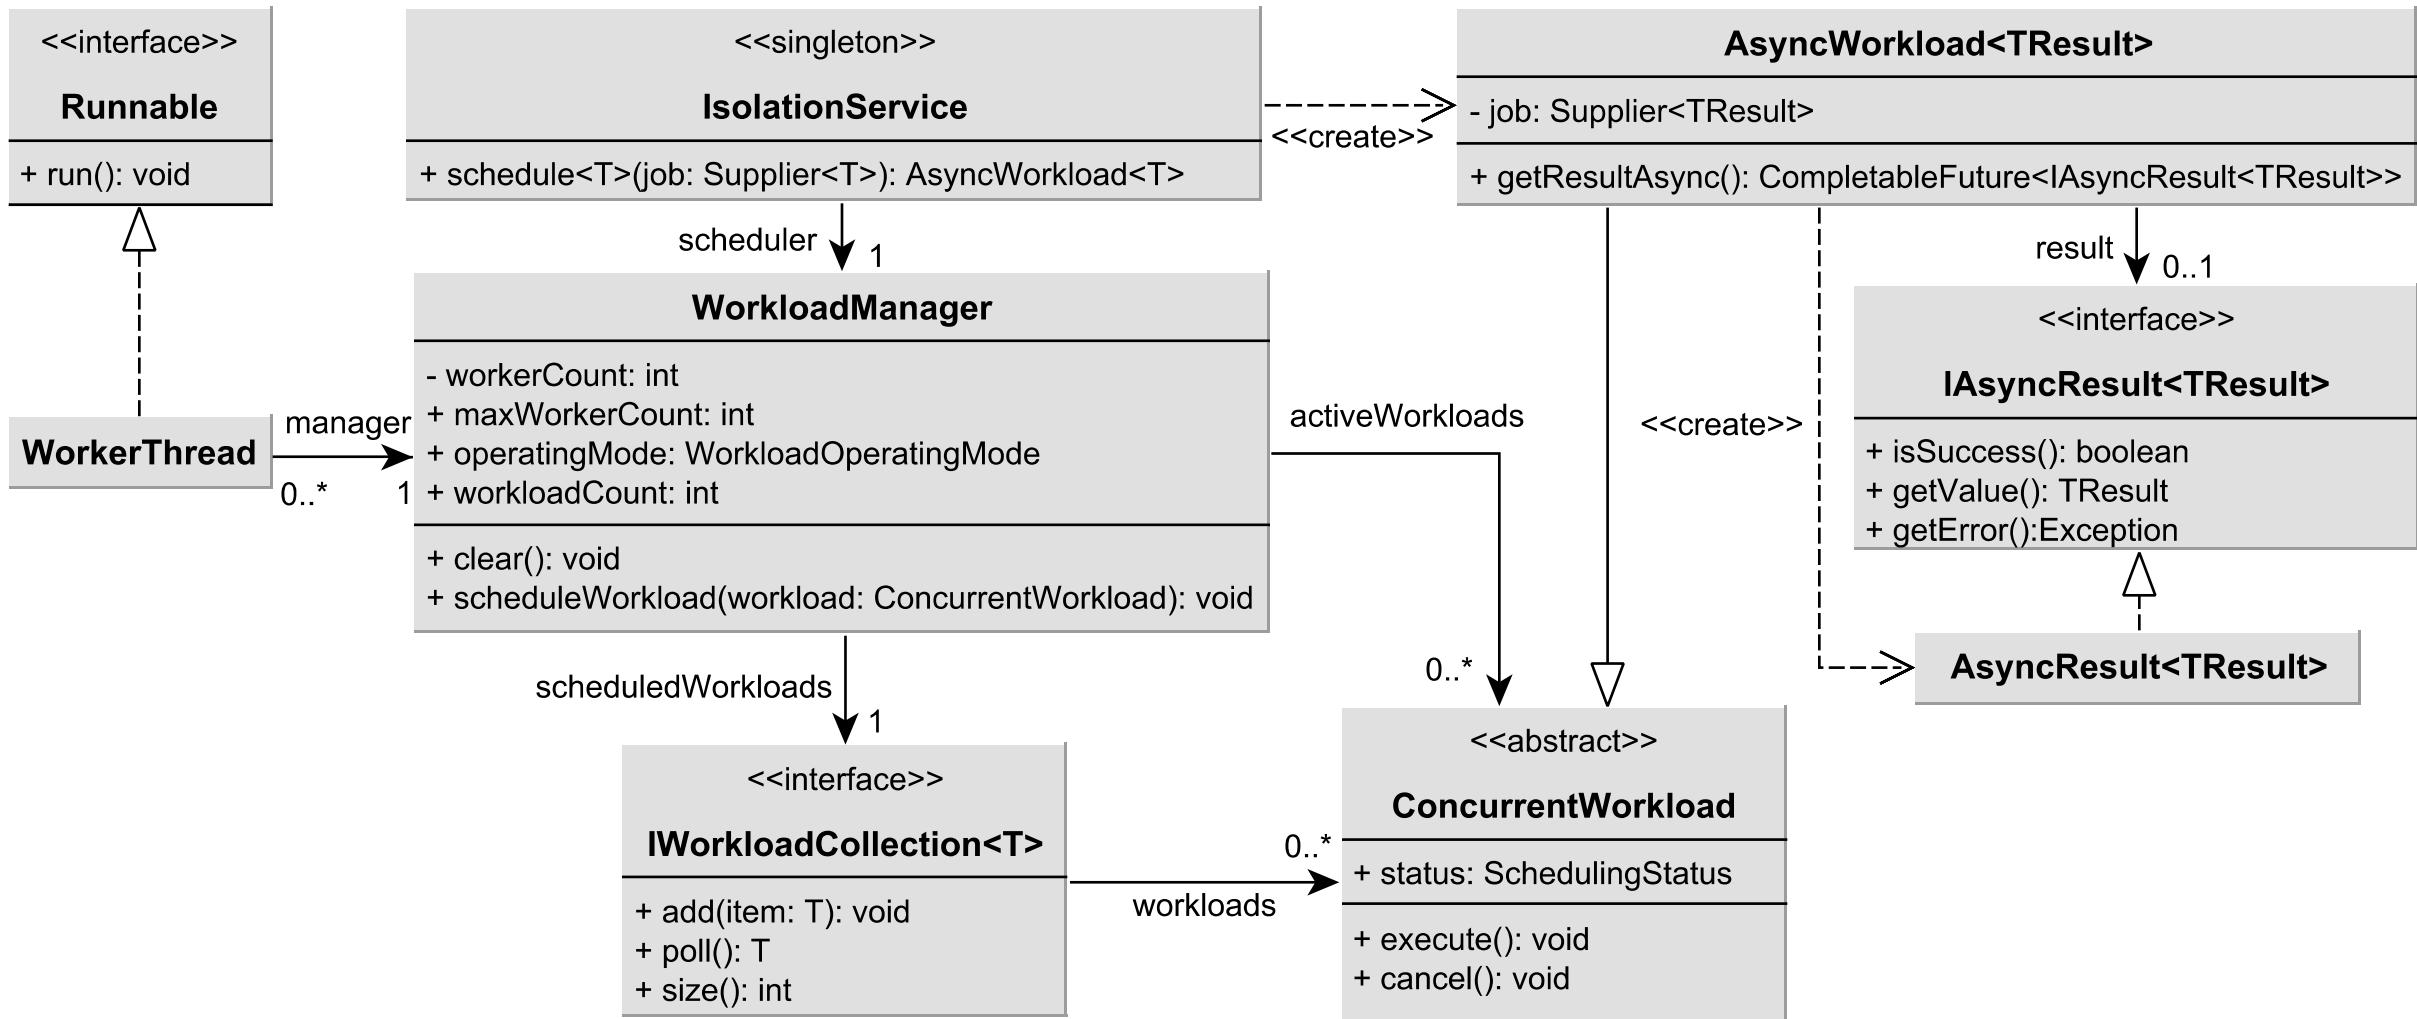 <<interface>>
Runnable
+ run(): void
<<singleton>>
IsolationService
+ schedule<T>(job: Supplier<T>): AsyncWorkload<T>
<<create>>
AsyncWorkload<TResult>
- job: Supplier<TResult>
+ getResultAsync(): CompletableFuture<IAsyncResult<TResult>>
scheduler
1
result
0..1
WorkerThread
manager
0..*
1
WorkloadManager
- workerCount: int
+ maxWorkerCount: int
+ operatingMode: WorkloadOperatingMode
+ workloadCount: int
+ clear(): void
+ scheduleWorkload(workload: ConcurrentWorkload): void
activeWorkloads
0..*
<<create>>
<<interface>>
IAsyncResult<TResult>
+ isSuccess(): boolean
+ getValue(): TResult
+ getError():Exception
AsyncResult<TResult>
scheduledWorkloads
1
<<interface>>
IWorkloadCollection<T>
+ add(item: T): void
+ poll(): T
+ size(): int
0..*
workloads
<<abstract>>
ConcurrentWorkload
+ status: SchedulingStatus
+ execute(): void
+ cancel(): void